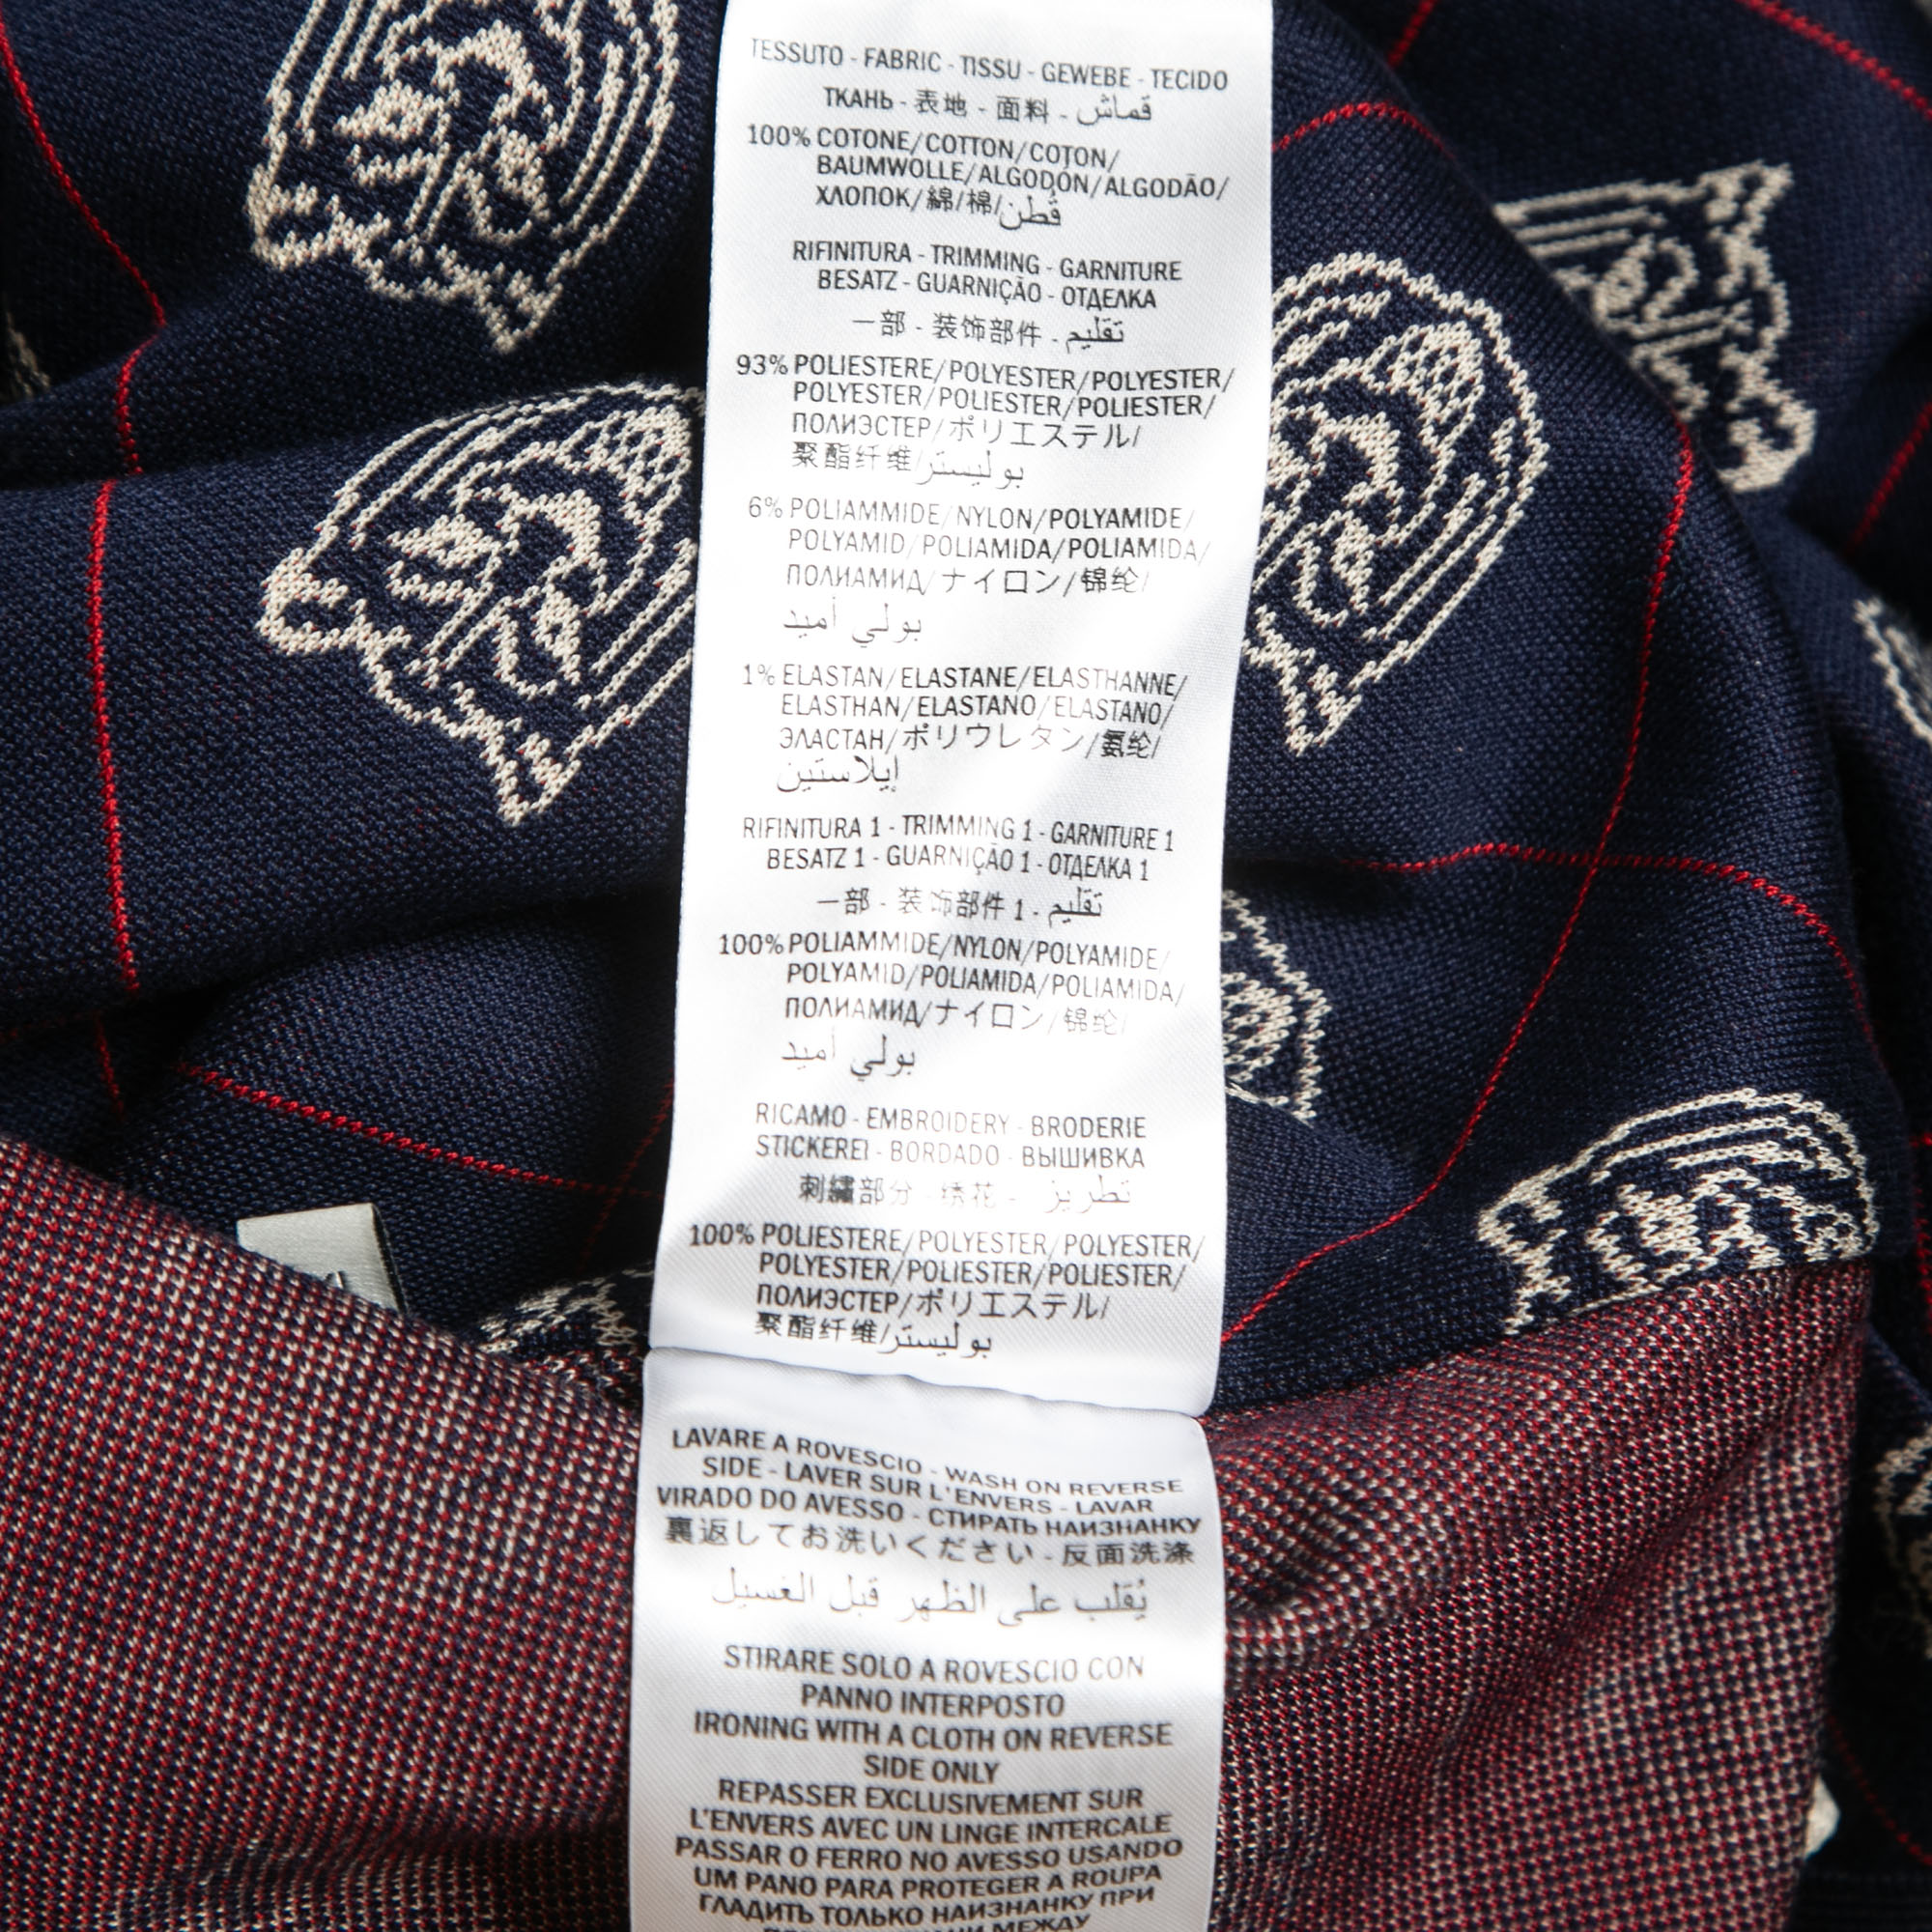 TESSUTO - FABRIC - TISSU - GEWEBE - TECIDO
ТКАНЬ - 表地 - 面料 - قماش
100% COTONE/COTTON/COTON/
BAUMWOLLE/ALGODÓN/ALGODÃO/
ХЛОПОК/綿/棉/قُطن
RIFINITURA - TRIMMING - GARNITURE
BESATZ - GUARNIÇÃO - ОТДЕЛКА
一部 - 装饰部件 - تقليم
93% POLIESTERE/POLYESTER/POLYESTER/
POLYESTER/POLIESTER/POLIESTER/
ПОЛИЭСТЕР/ポリエステル/
聚酯纤维/بوليستر
6% POLIAMMIDE/NYLON/POLYAMIDE/
POLYAMID/POLIAMIDA/POLIAMIDA/
ПОЛИАМИД/ナイロン/锦纶/
بولي أميد
1% ELASTAN/ELASTANE/ELASTHANNE/
ELASTHAN/ELASTANO/ELASTANO/
ЭЛАСТАН/ポリウレタン/氨纶/
إيلاستين
RIFINITURA 1 - TRIMMING 1 - GARNITURE 1
BESATZ 1 - GUARNIÇÃO 1 - ОТДЕЛКА 1
一部 - 装饰部件 1 - تقليم
100% POLIAMMIDE/NYLON/POLYAMIDE/
POLYAMID/POLIAMIDA/POLIAMIDA/
ПОЛИАМИД/ナイロン/锦纶/
بولي أميد
RICAMO - EMBROIDERY - BRODERIE
STICKEREI - BORDADO - ВЫШИВКА
刺繍部分 - 绣花 - تطريز
100% POLIESTERE/POLYESTER/POLYESTER/
POLYESTER/POLIESTER/POLIESTER/
ПОЛИЭСТЕР/ポリエステル/
聚酯纤维/بوليستر
LAVARE A ROVESCIO - WASH ON REVERSE
SIDE - LAVER SUR L'ENVERS - LAVAR
VIRADO DO AVESSO - СТИРАТЬ НАИЗНАНКУ
裏返してお洗いください - 反面洗涤
يُقلب على الظهر قبل الغسيل
STIRARE SOLO A ROVESCIO CON
PANNO INTERPOSTO
IRONING WITH A CLOTH ON REVERSE
SIDE ONLY
REPASSER EXCLUSIVEMENT SUR
L'ENVERS AVEC UN LINGE INTERCALE
PASSAR O FERRO NO AVESSO USANDO
UM PANO PARA PROTEGER A ROUPA
ГЛАДИТЬ ТОЛЬКО НАИЗНАНКУ ПРИ
МЕЖДУ